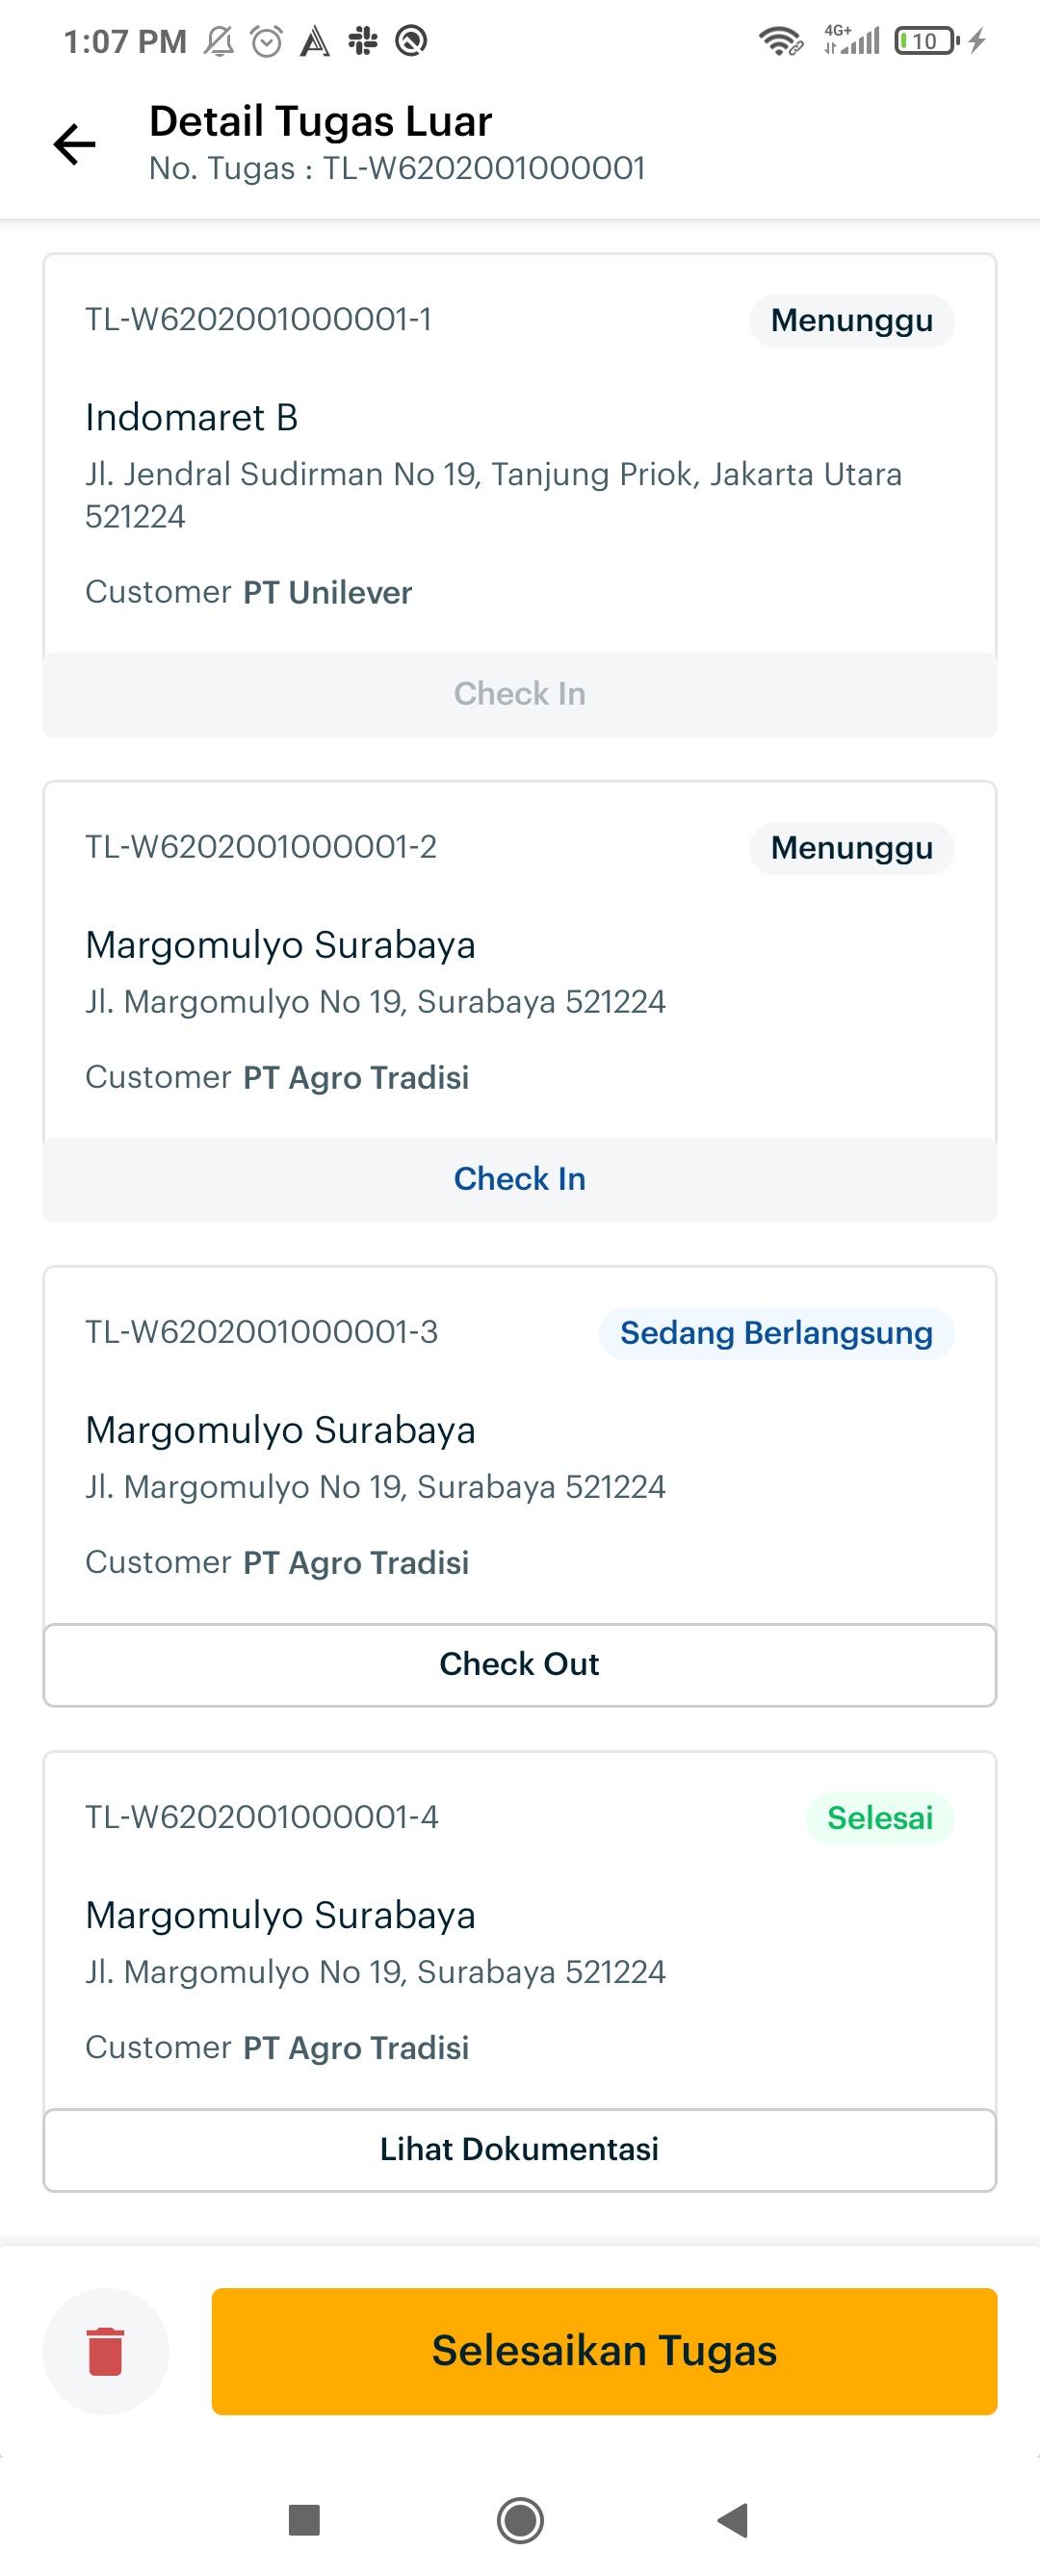 1:07 PM
4G+
10
Detail Tugas Luar
No. Tugas : TL-W6202001000001
TL-W6202001000001-1
Menunggu
Indomaret B
Jl. Jendral Sudirman No 19, Tanjung Priok, Jakarta Utara
521224
Customer PT Unilever
Check In
TL-W6202001000001-2
Menunggu
Margomulyo Surabaya
Jl. Margomulyo No 19, Surabaya 521224
Customer PT Agro Tradisi
Check In
TL-W6202001000001-3
Sedang Berlangsung
Margomulyo Surabaya
Jl. Margomulyo No 19, Surabaya 521224
Customer PT Agro Tradisi
Check Out
TL-W6202001000001-4
Selesai
Margomulyo Surabaya
Jl. Margomulyo No 19, Surabaya 521224
Customer PT Agro Tradisi
Lihat Dokumentasi
Selesaikan Tugas